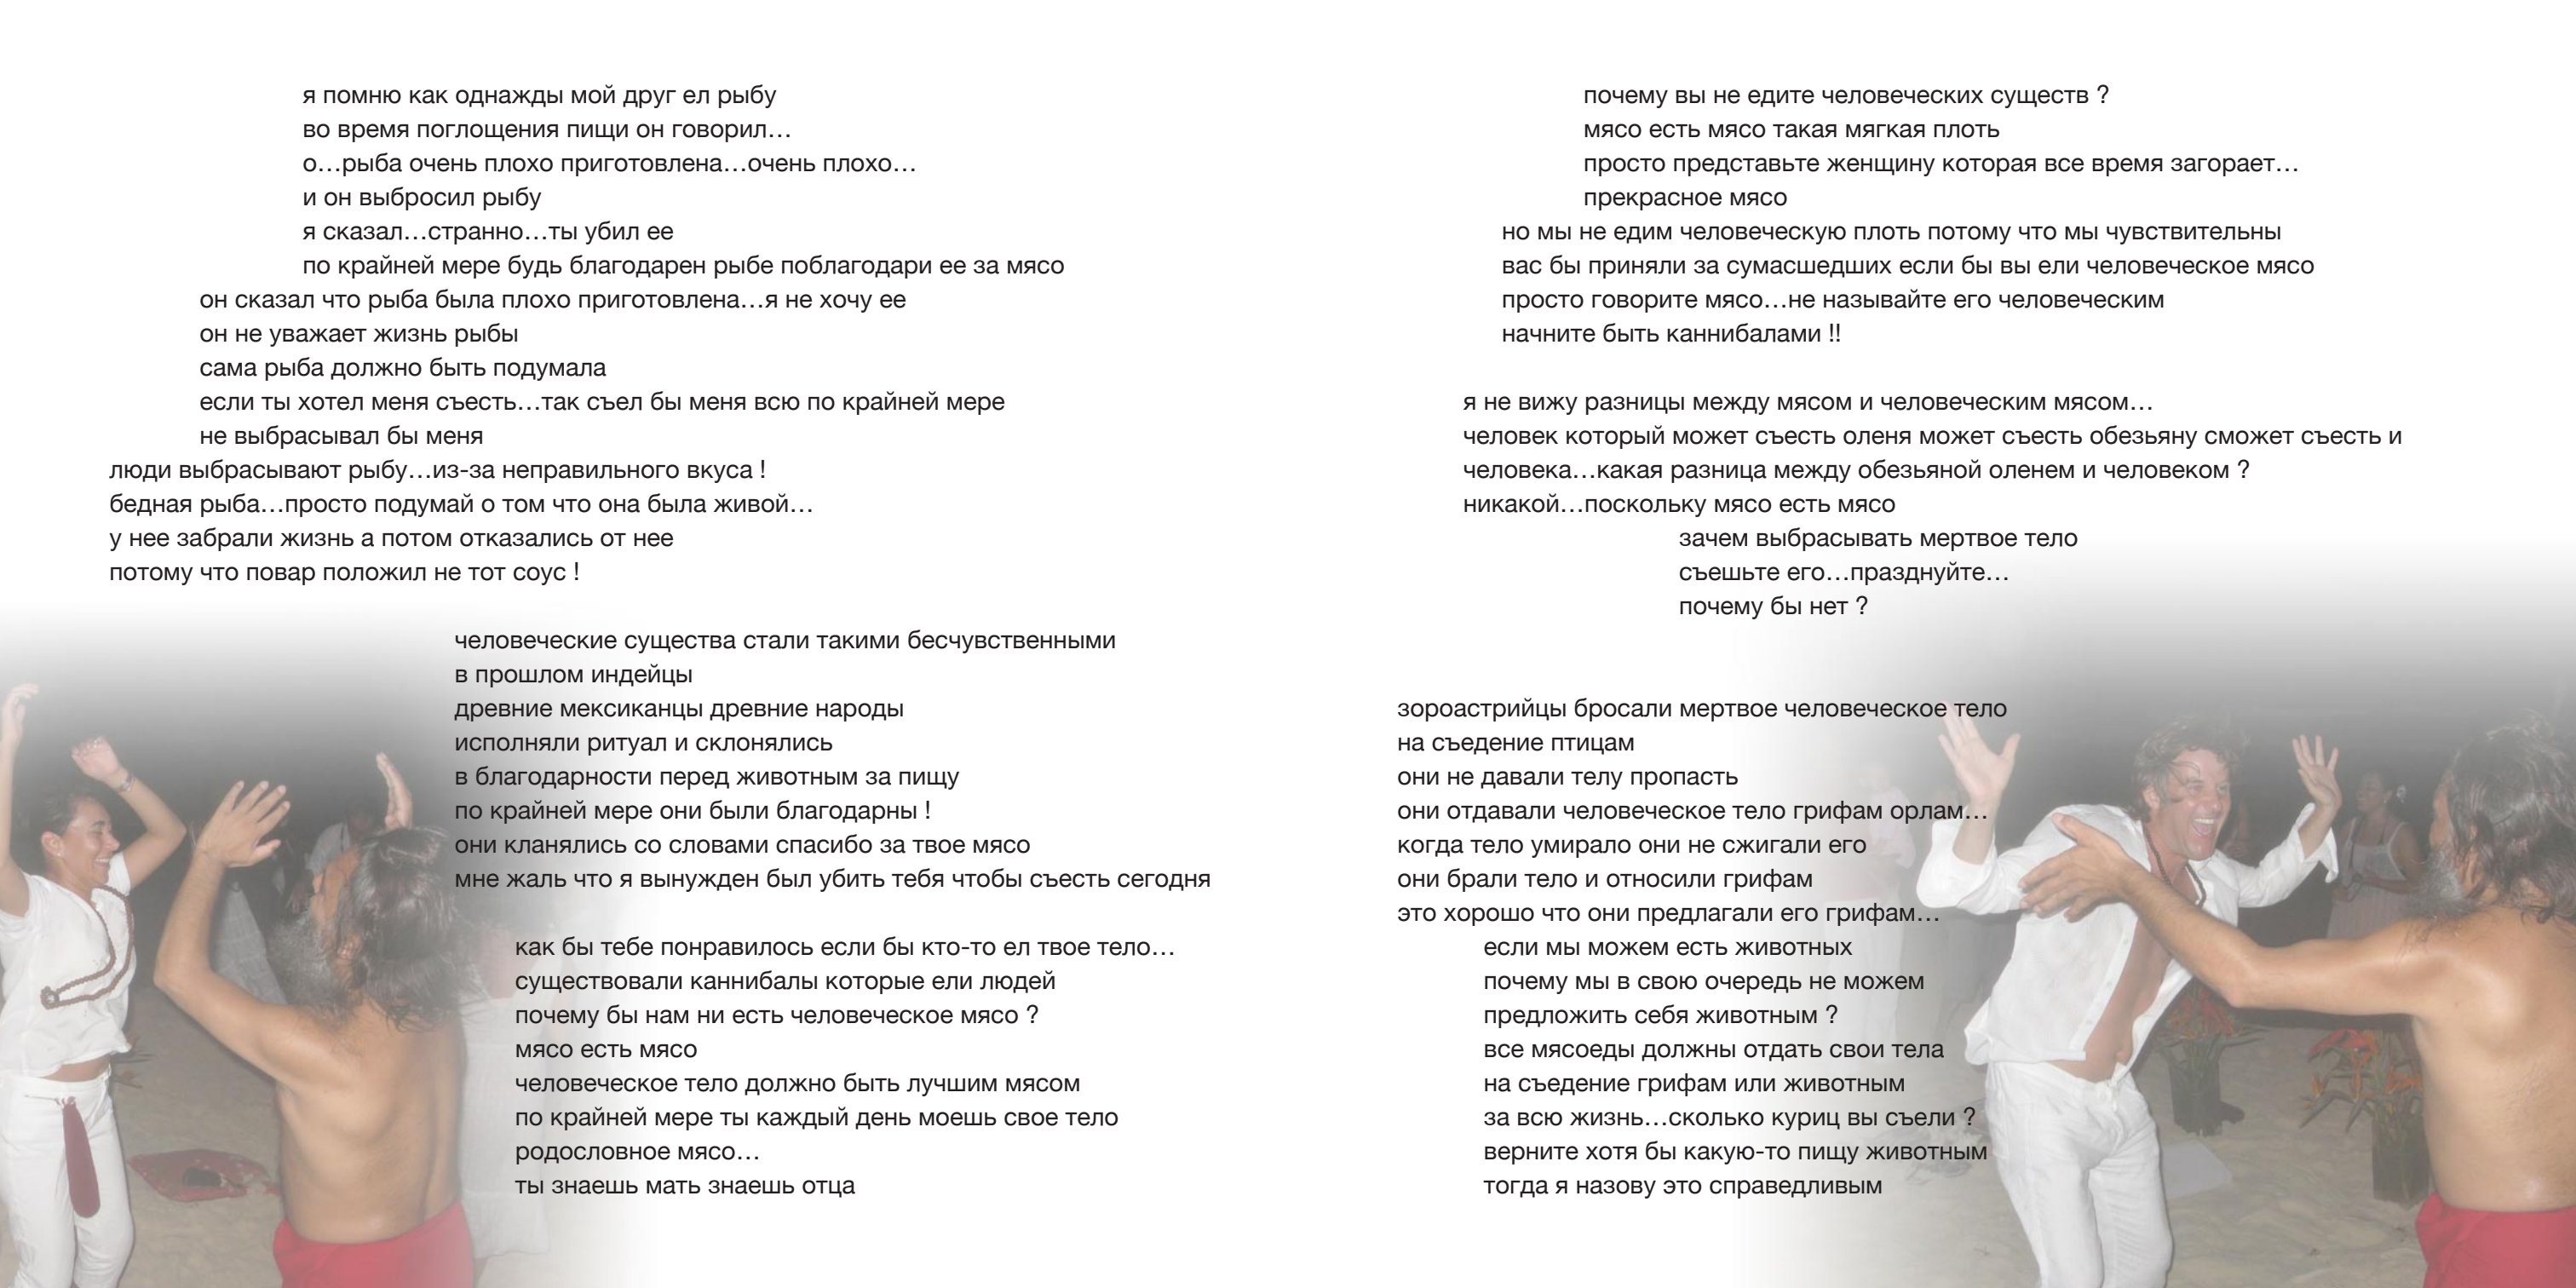 я помню как однажды мой друг ел рыбу
во время поглощения пищи он говорил…
о…рыба очень плохо приготовлена…очень плохо…
и он выбросил рыбу
я сказал…странно…ты убил ее
по крайней мере будь благодарен рыбе поблагодари ее за мясо
он сказал что рыба была плохо приготовлена…я не хочу ее
он не уважает жизнь рыбы
сама рыба должно быть подумала
если ты хотел меня съесть…так съел бы меня всю по крайней мере
не выбрасывал бы меня
люди выбрасывают рыбу…из-за неправильного вкуса !
бедная рыба…просто подумай о том что она была живой…
у нее забрали жизнь а потом отказались от нее
потому что повар положил не тот соус !
человеческие существа стали такими бесчувственными
в прошлом индейцы
древние мексиканцы древние народы
исполняли ритуал и склонялись
в благодарности перед животным за пищу
по крайней мере они были благодарны !
они кланялись со словами спасибо за твое мясо
мне жаль что я вынужден был убить тебя чтобы съесть сегодня
как бы тебе понравилось если бы кто-то ел твое тело…
существовали каннибалы которые ели людей
почему бы нам ни есть человеческое мясо ?
мясо есть мясо
человеческое тело должно быть лучшим мясом
по крайней мере ты каждый день моешь свое тело
родословное мясо…
ты знаешь мать знаешь отца
почему вы не едите человеческих существ ?
мясо есть мясо такая мягкая плоть
просто представьте женщину которая все время загорает…
прекрасное мясо
но мы не едим человеческую плоть потому что мы чувствительны
вас бы приняли за сумасшедших если бы вы ели человеческое мясо
просто говорите мясо…не называйте его человеческим
начните быть каннибалами !!
я не вижу разницы между мясом и человеческим мясом…
человек который может съесть оленя может съесть обезьяну сможет съесть и
человека…какая разница между обезьяной оленем и человеком ?
никакой…поскольку мясо есть мясо
зачем выбрасывать мертвое тело
съешьте его…празднуйте…
почему бы нет ?
зороастрийцы бросали мертвое человеческое тело
на съедение птицам
они не давали телу пропасть
они отдавали человеческое тело грифам орлам…
когда тело умирало они не сжигали его
они брали тело и относили грифам
это хорошо что они предлагали его грифам…
если мы можем есть животных
почему мы в свою очередь не можем
предложить себя животным ?
все мясоеды должны отдать свои тела
на съедение грифам или животным
за всю жизнь…сколько куриц вы съели ?
верните хотя бы какую-то пищу животным
тогда я назову это справедливым